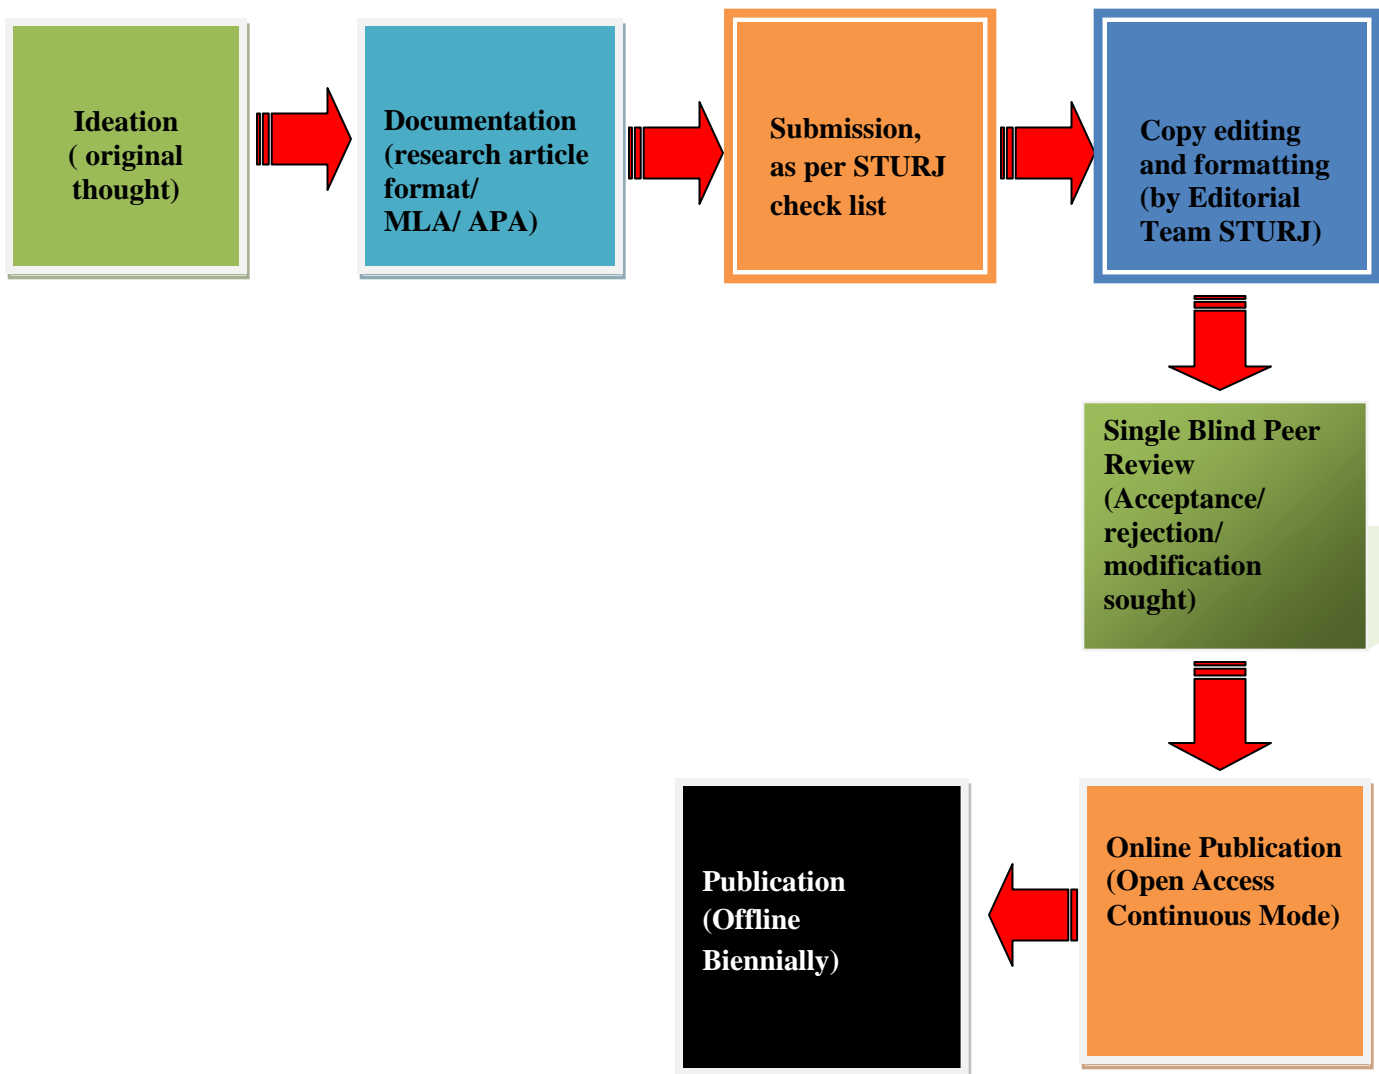 Ideation
( original
thought)
Documentation
(research article
format/
MLA/ APA)
Submission,
as per STURJ
check list
Copy editing
and formatting
(by Editorial
Team STURJ)
Single Blind Peer
Review
(Acceptance/
rejection/
modification
sought)
Online Publication
(Open Access
Continuous Mode)
Publication
(Offline
Biennially)